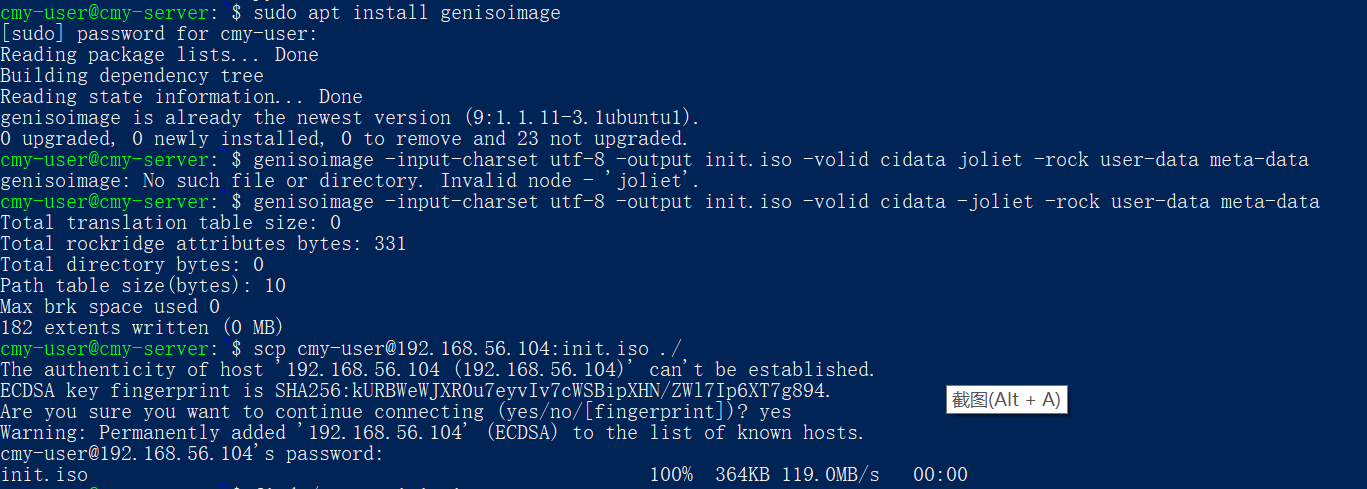 cmy-user@cmy-server:~$ sudo apt install genisoimage
[sudo] password for cmy-user:
Reading package lists... Done
Building dependency tree
Reading state information... Done
genisoimage is already the newest version (9:1.1.11-3.1ubuntu1).
0 upgraded, 0 newly installed, 0 to remove and 23 not upgraded.
cmy-user@cmy-server:~$ genisoimage -input-charset utf-8 -output init.iso -volid cidata joliet -rock user-data meta-data
genisoimage: No such file or directory. Invalid node - 'joliet'.
cmy-user@cmy-server:~$ genisoimage -input-charset utf-8 -output init.iso -volid cidata -joliet -rock user-data meta-data
Total translation table size: 0
Total rockridge attributes bytes: 331
Total directory bytes: 0
Path table size(bytes): 10
Max brk space used 0
182 extents written (0 MB)
cmy-user@cmy-server:~$ scp cmy-user@192.168.56.104:init.iso ./
The authenticity of host '192.168.56.104 (192.168.56.104)' can't be established.
ECDSA key fingerprint is SHA256:kURBWeWJXR0u7eyvIv7cWSBipXHN/ZWl7Ip6XT7g894.
截图(Alt + A)
Are you sure you want to continue connecting (yes/no/[fingerprint])? yes
Warning: Permanently added '192.168.56.104' (ECDSA) to the list of known hosts.
cmy-user@192.168.56.104's password:
init.iso 100% 364KB 119.0MB/s 00:00